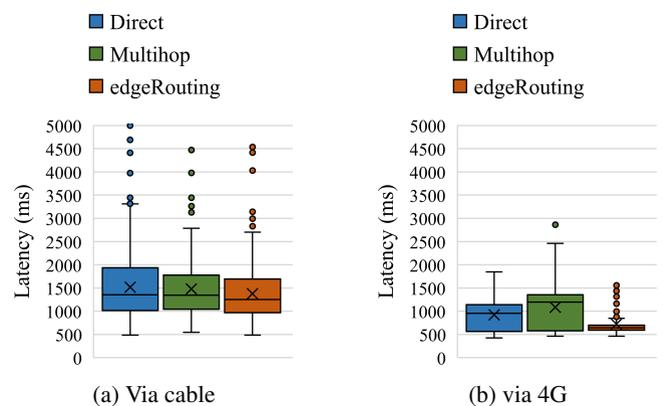 Direct
Multihop
edgeRouting
Latency (ms)
5000
4500
4000
3500
3000
2500
2000
1500
1000
500
0
(a) Via cable
Direct
Multihop
edgeRouting
Latency (ms)
5000
4500
4000
3500
3000
2500
2000
1500
1000
500
0
(b) via 4G